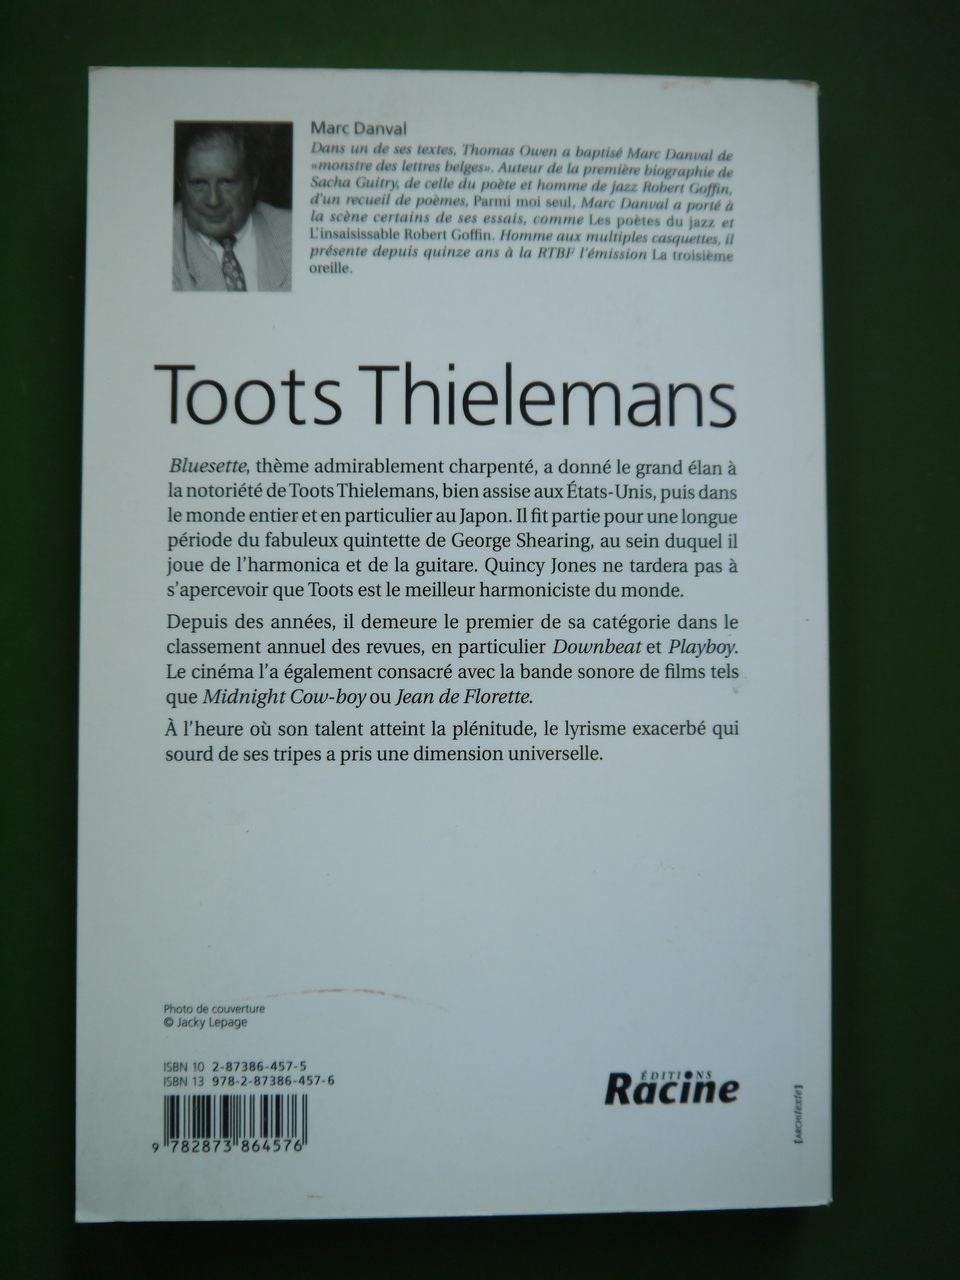 Marc Danval
Dans un de ses textes, Thomas Owen a baptisé Marc Danval de
«monstre des lettres belges». Auteur de la première biographie de
Sacha Guitry, de celle du poète et homme de jazz Robert Goffin,
d'un recueil de poèmes, Parmi moi seul, Marc Danval a porté à
la scène certains de ses essais, comme Les poètes du jazz et
L'insaisissable Robert Goffin. Homme aux multiples casquettes, il
présente depuis quinze ans à la RTBF l'émission La troisième
oreille.
Toots Thielemans
Bluesette, thème admirablement charpenté, a donné le grand élan à
la notoriété de Toots Thielemans, bien assise aux États-Unis, puis dans
le monde entier et en particulier au Japon. Il fit partie pour une longue
période du fabuleux quintette de George Shearing, au sein duquel il
joue de l'harmonica et de la guitare. Quincy Jones ne tardera pas à
s'apercevoir que Toots est le meilleur harmoniciste du monde.
Depuis des années, il demeure le premier de sa catégorie dans le
classement annuel des revues, en particulier Downbeat et Playboy.
Le cinéma l'a également consacré avec la bande sonore de films tels
que Midnight Cow-boy ou Jean de Florette.
À l'heure où son talent atteint la plénitude, le lyrisme exacerbé qui
sourd de ses tripes a pris une dimension universelle.
Photo de couverture
© Jacky Lepage
ISBN 10 2-87386-457-5
ISBN 13 978-2-87386-457-6
9 782873 864576
ÉDITIONS
Racine
[ARCHItexte]